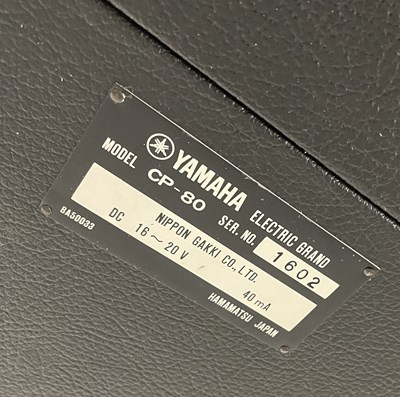 YAMAHA ELECTRIC GRAND
MODEL CP-80 SER. NO. 1602
NIPPON GAKKI CO., LTD.
DC 16~20V 40mA
BA50033 HAMAMATSU JAPAN